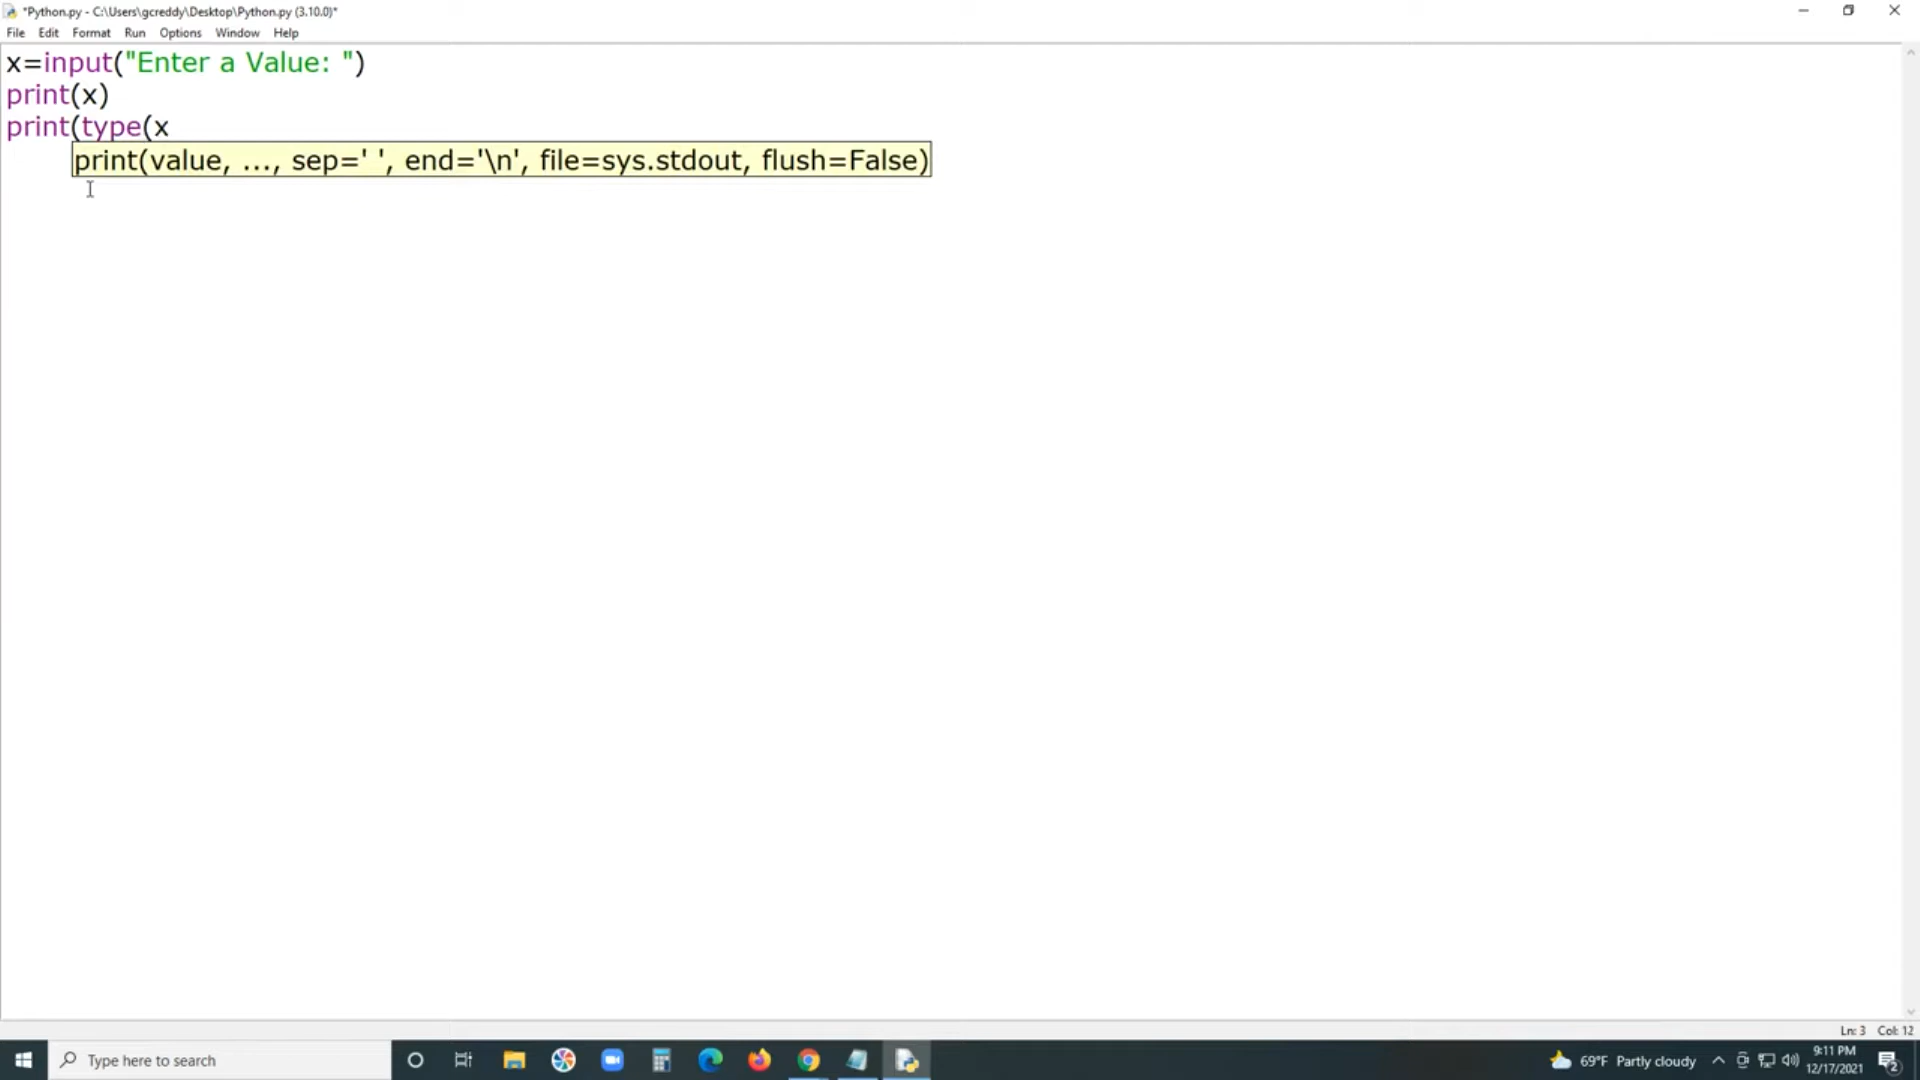 *Python.py - C:\Users\gcreddy\Desktop\Python.py (3.10.0)*
File Edit Format Run Options Window Help
x=input("Enter a Value: ")
print(x)
print(type(x
print(value, ..., sep=' ', end='\n', file=sys.stdout, flush=False)
Ln: 3 Col: 12
Type here to search
69°F Partly cloudy
9:11 PM
12/17/2021
2